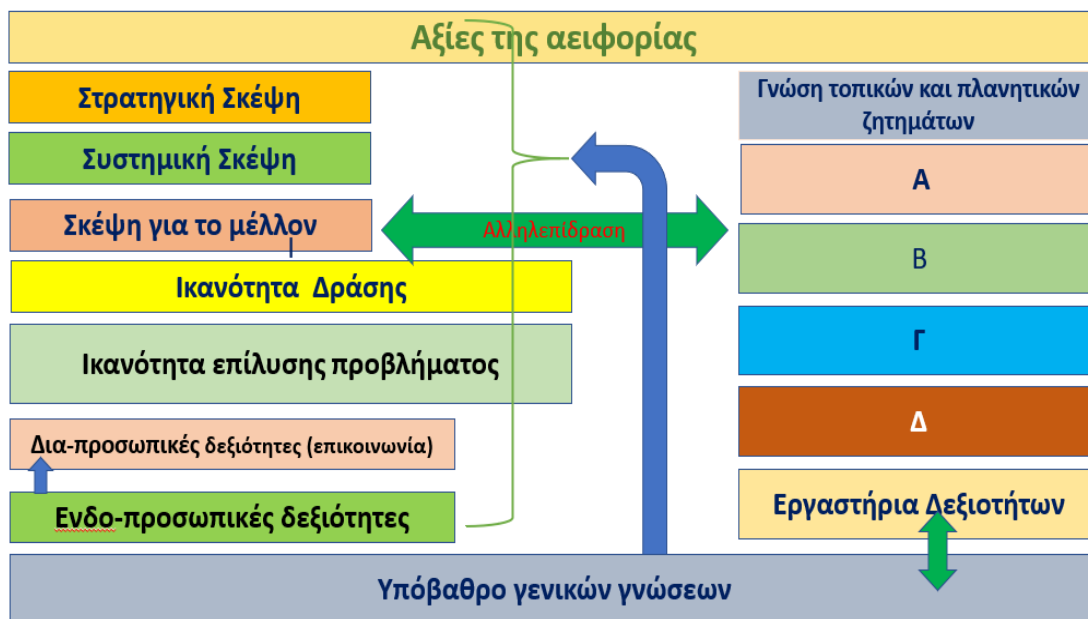 Αξίες της αειφορίας
Στρατηγική Σκέψη
Συστημική Σκέψη
Σκέψη για το μέλλον
Ικανότητα Δράσης
Ικανότητα επίλυσης προβλήματος
Δια-προσωπικές δεξιότητες (επικοινωνία)
Ενδο-προσωπικές δεξιότητες
Αλληλεπίδραση
Γνώση τοπικών και πλανητικών
ζητημάτων
Α
Β
Γ
Δ
Εργαστήρια Δεξιοτήτων
Υπόβαθρο γενικών γνώσεων